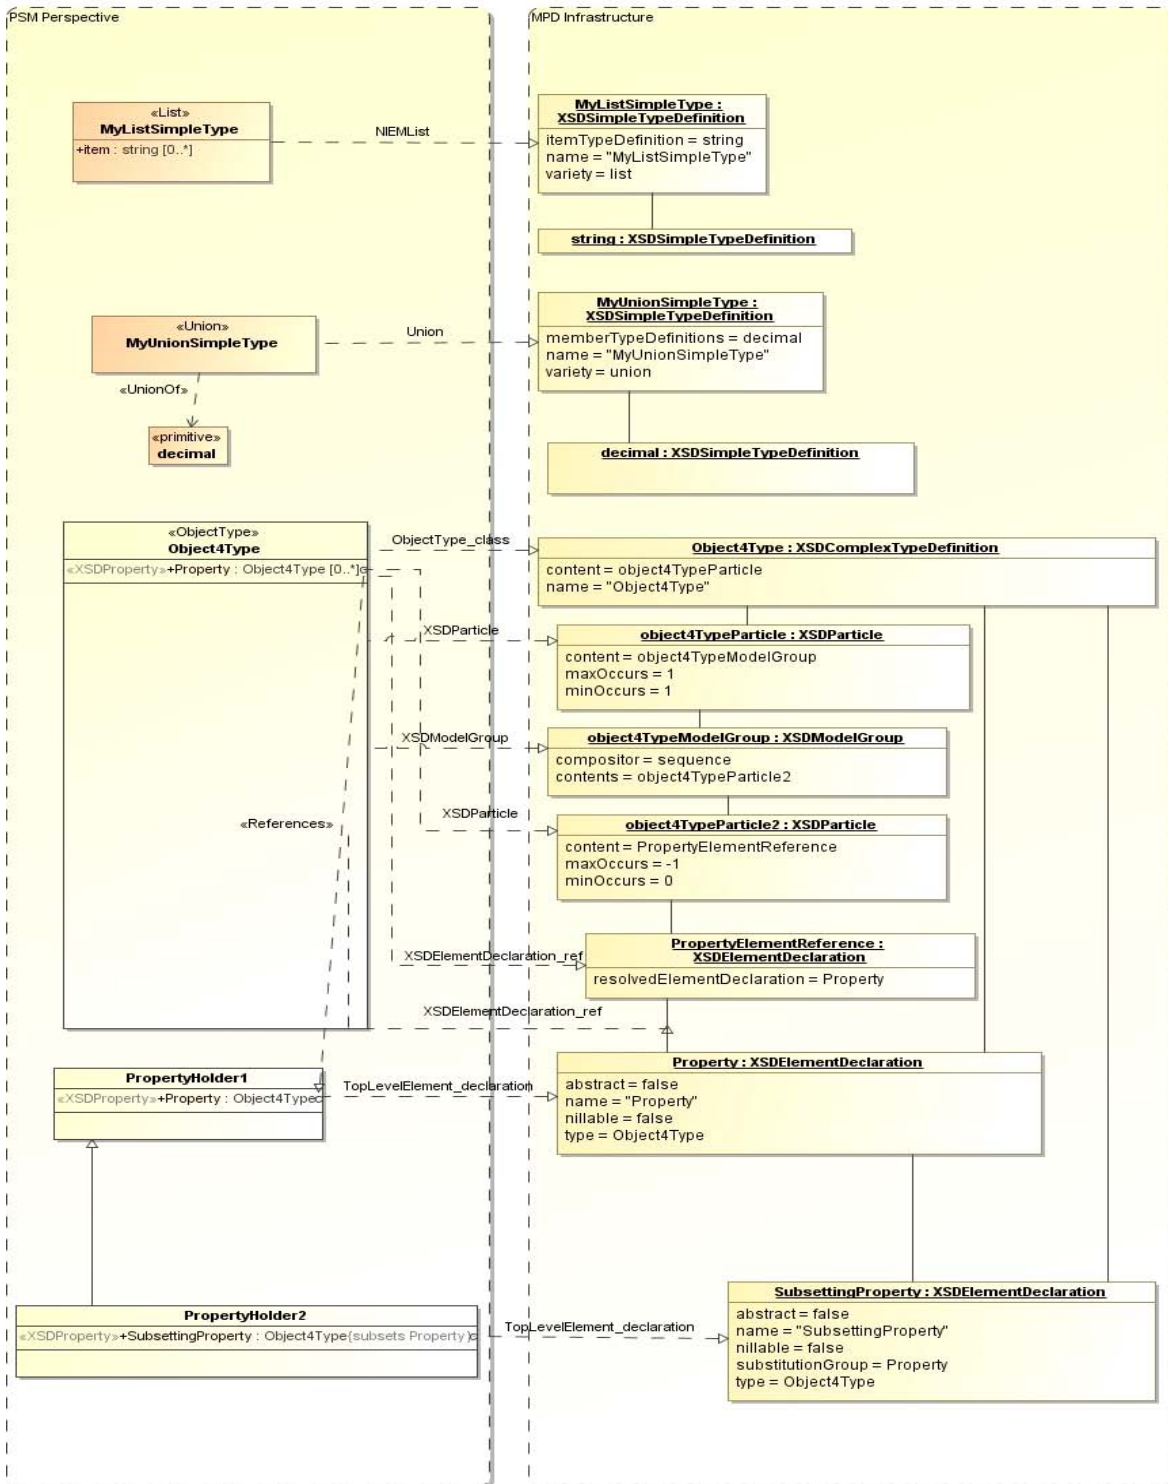 PSM Perspective
MPD Infrastructure
«List»
MyListSimpleType
+item : string [0..*]
NIEMList
MyListSimpleType :
XSDSimpleTypeDefinition
itemTypeDefinition = string
name = "MyListSimpleType"
variety = list
string : XSDSimpleTypeDefinition
«Union»
MyUnionSimpleType
«UnionOf»
«primitive»
decimal
Union
MyUnionSimpleType :
XSDSimpleTypeDefinition
memberTypeDefinitions = decimal
name = "MyUnionSimpleType"
variety = union
decimal : XSDSimpleTypeDefinition
«ObjectType»
Object4Type
«XSDProperty»+Property : Object4Type [0..*]
ObjectType_class
Object4Type : XSDComplexTypeDefinition
content = object4TypeParticle
name = "Object4Type"
XSDParticle
object4TypeParticle : XSDParticle
content = object4TypeModelGroup
maxOccurs = 1
minOccurs = 1
XSDModelGroup
object4TypeModelGroup : XSDModelGroup
compositor = sequence
contents = object4TypeParticle2
XSDParticle
«References»
object4TypeParticle2 : XSDParticle
content = PropertyElementReference
maxOccurs = -1
minOccurs = 0
XSDElementDeclaration_ref
PropertyElementReference :
XSDElementDeclaration
resolvedElementDeclaration = Property
XSDElementDeclaration_ref
PropertyHolder1
«XSDProperty»+Property : Object4Type
TopLevelElement_declaration
Property : XSDElementDeclaration
abstract = false
name = "Property"
nillable = false
type = Object4Type
PropertyHolder2
«XSDProperty»+SubsettingProperty : Object4Type{subsets Property}
TopLevelElement_declaration
SubsettingProperty : XSDElementDeclaration
abstract = false
name = "SubsettingProperty"
nillable = false
substitutionGroup = Property
type = Object4Type